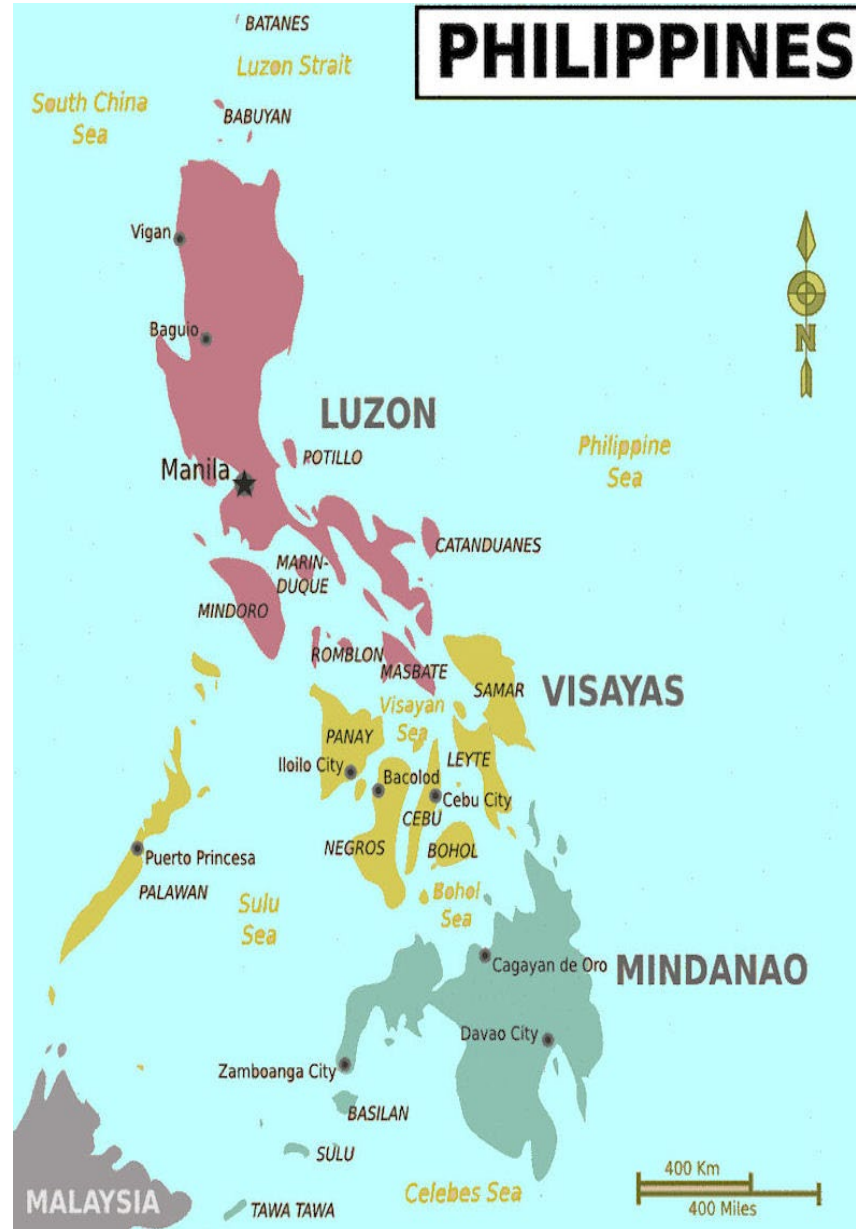 BATANES
PHILIPPINES
Luzon Strait
South China
Sea
BABUYAN
Vigan
Baguio
N
LUZON
POTILLO
Philippine
Sea
Manila
CATANDUANES
MARIN-
DUQUE
MINDORO
ROMBLON
MASBATE
SAMAR
VISAYAS
Visayan
Sea
PANAY
Iloilo City
LEYTE
Bacolod
Cebu City
CEBU
NEGROS
BOHOL
Puerto Princesa
PALAWAN
Sulu
Sea
Bohol
Sea
Cagayan de Oro
MINDANAO
Davao City
Zamboanga City
BASILAN
SULU
400 Km
400 Miles
Celebes Sea
MALAYSIA
TAWA TAWA